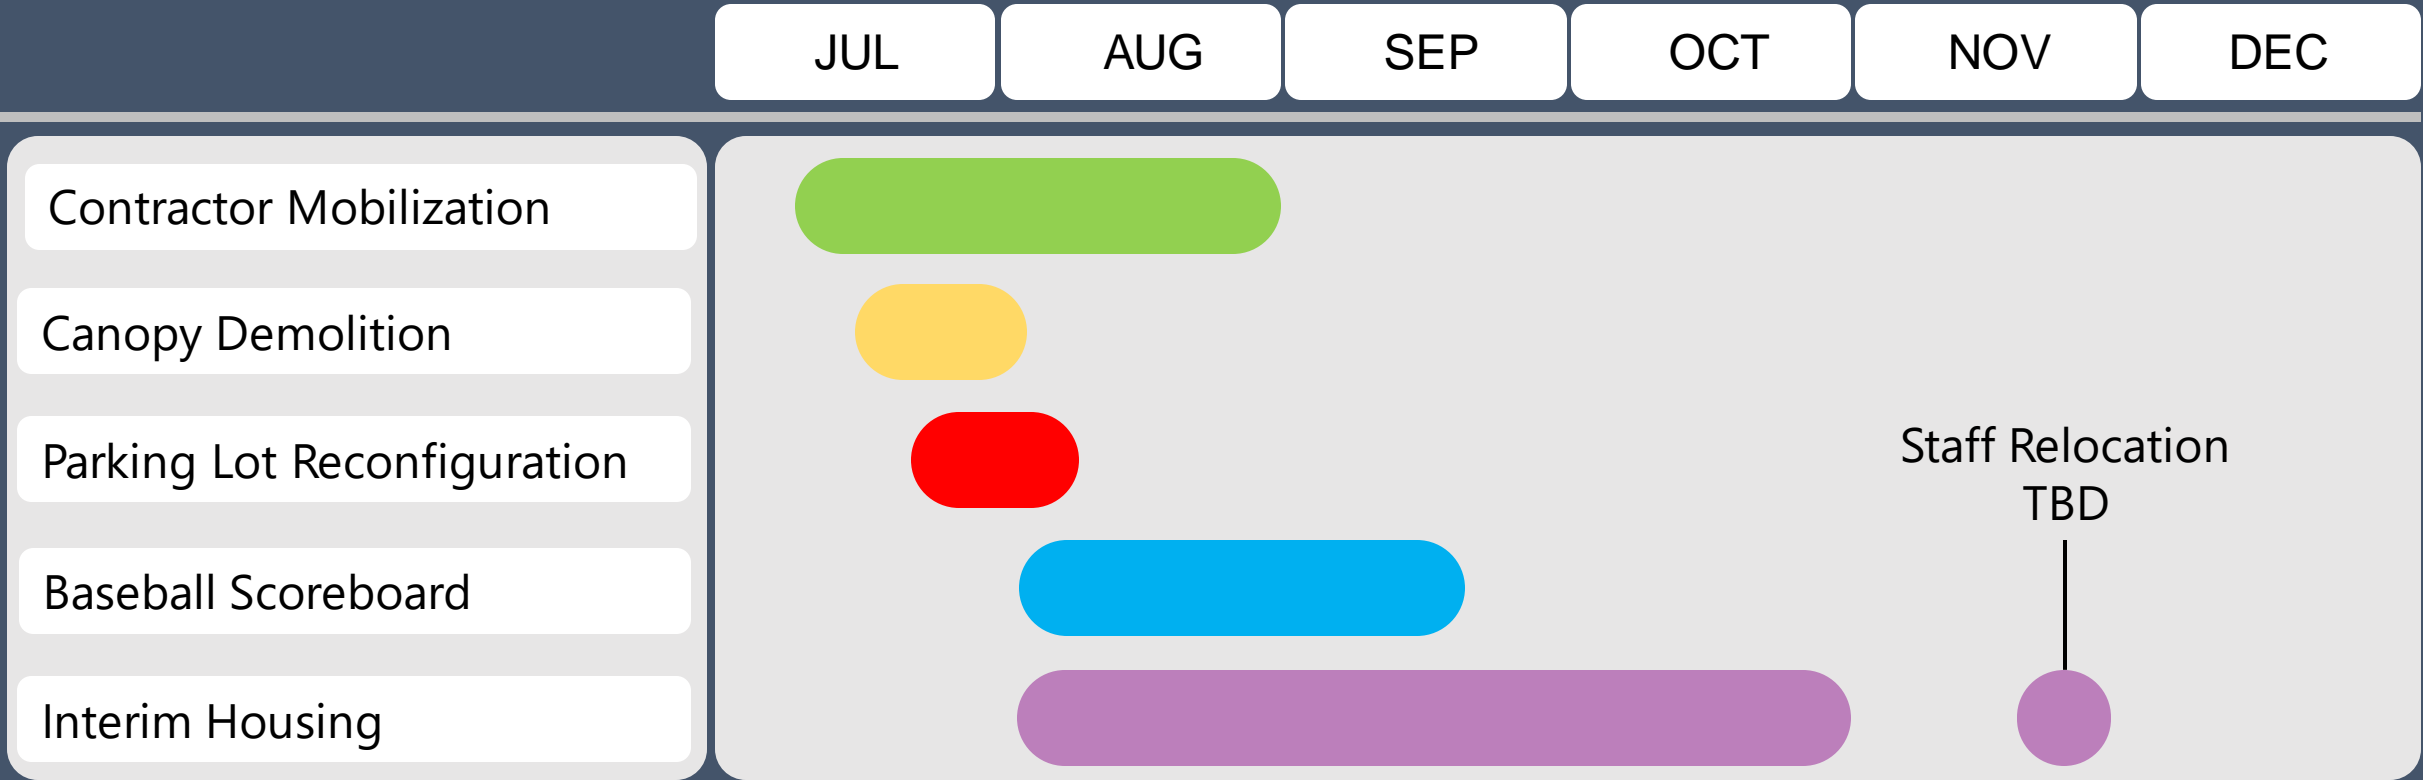 JUL AUG SEP OCT NOV DEC
Contractor Mobilization
Canopy Demolition
Parking Lot Reconfiguration
Staff Relocation
TBD
Baseball Scoreboard
Interim Housing